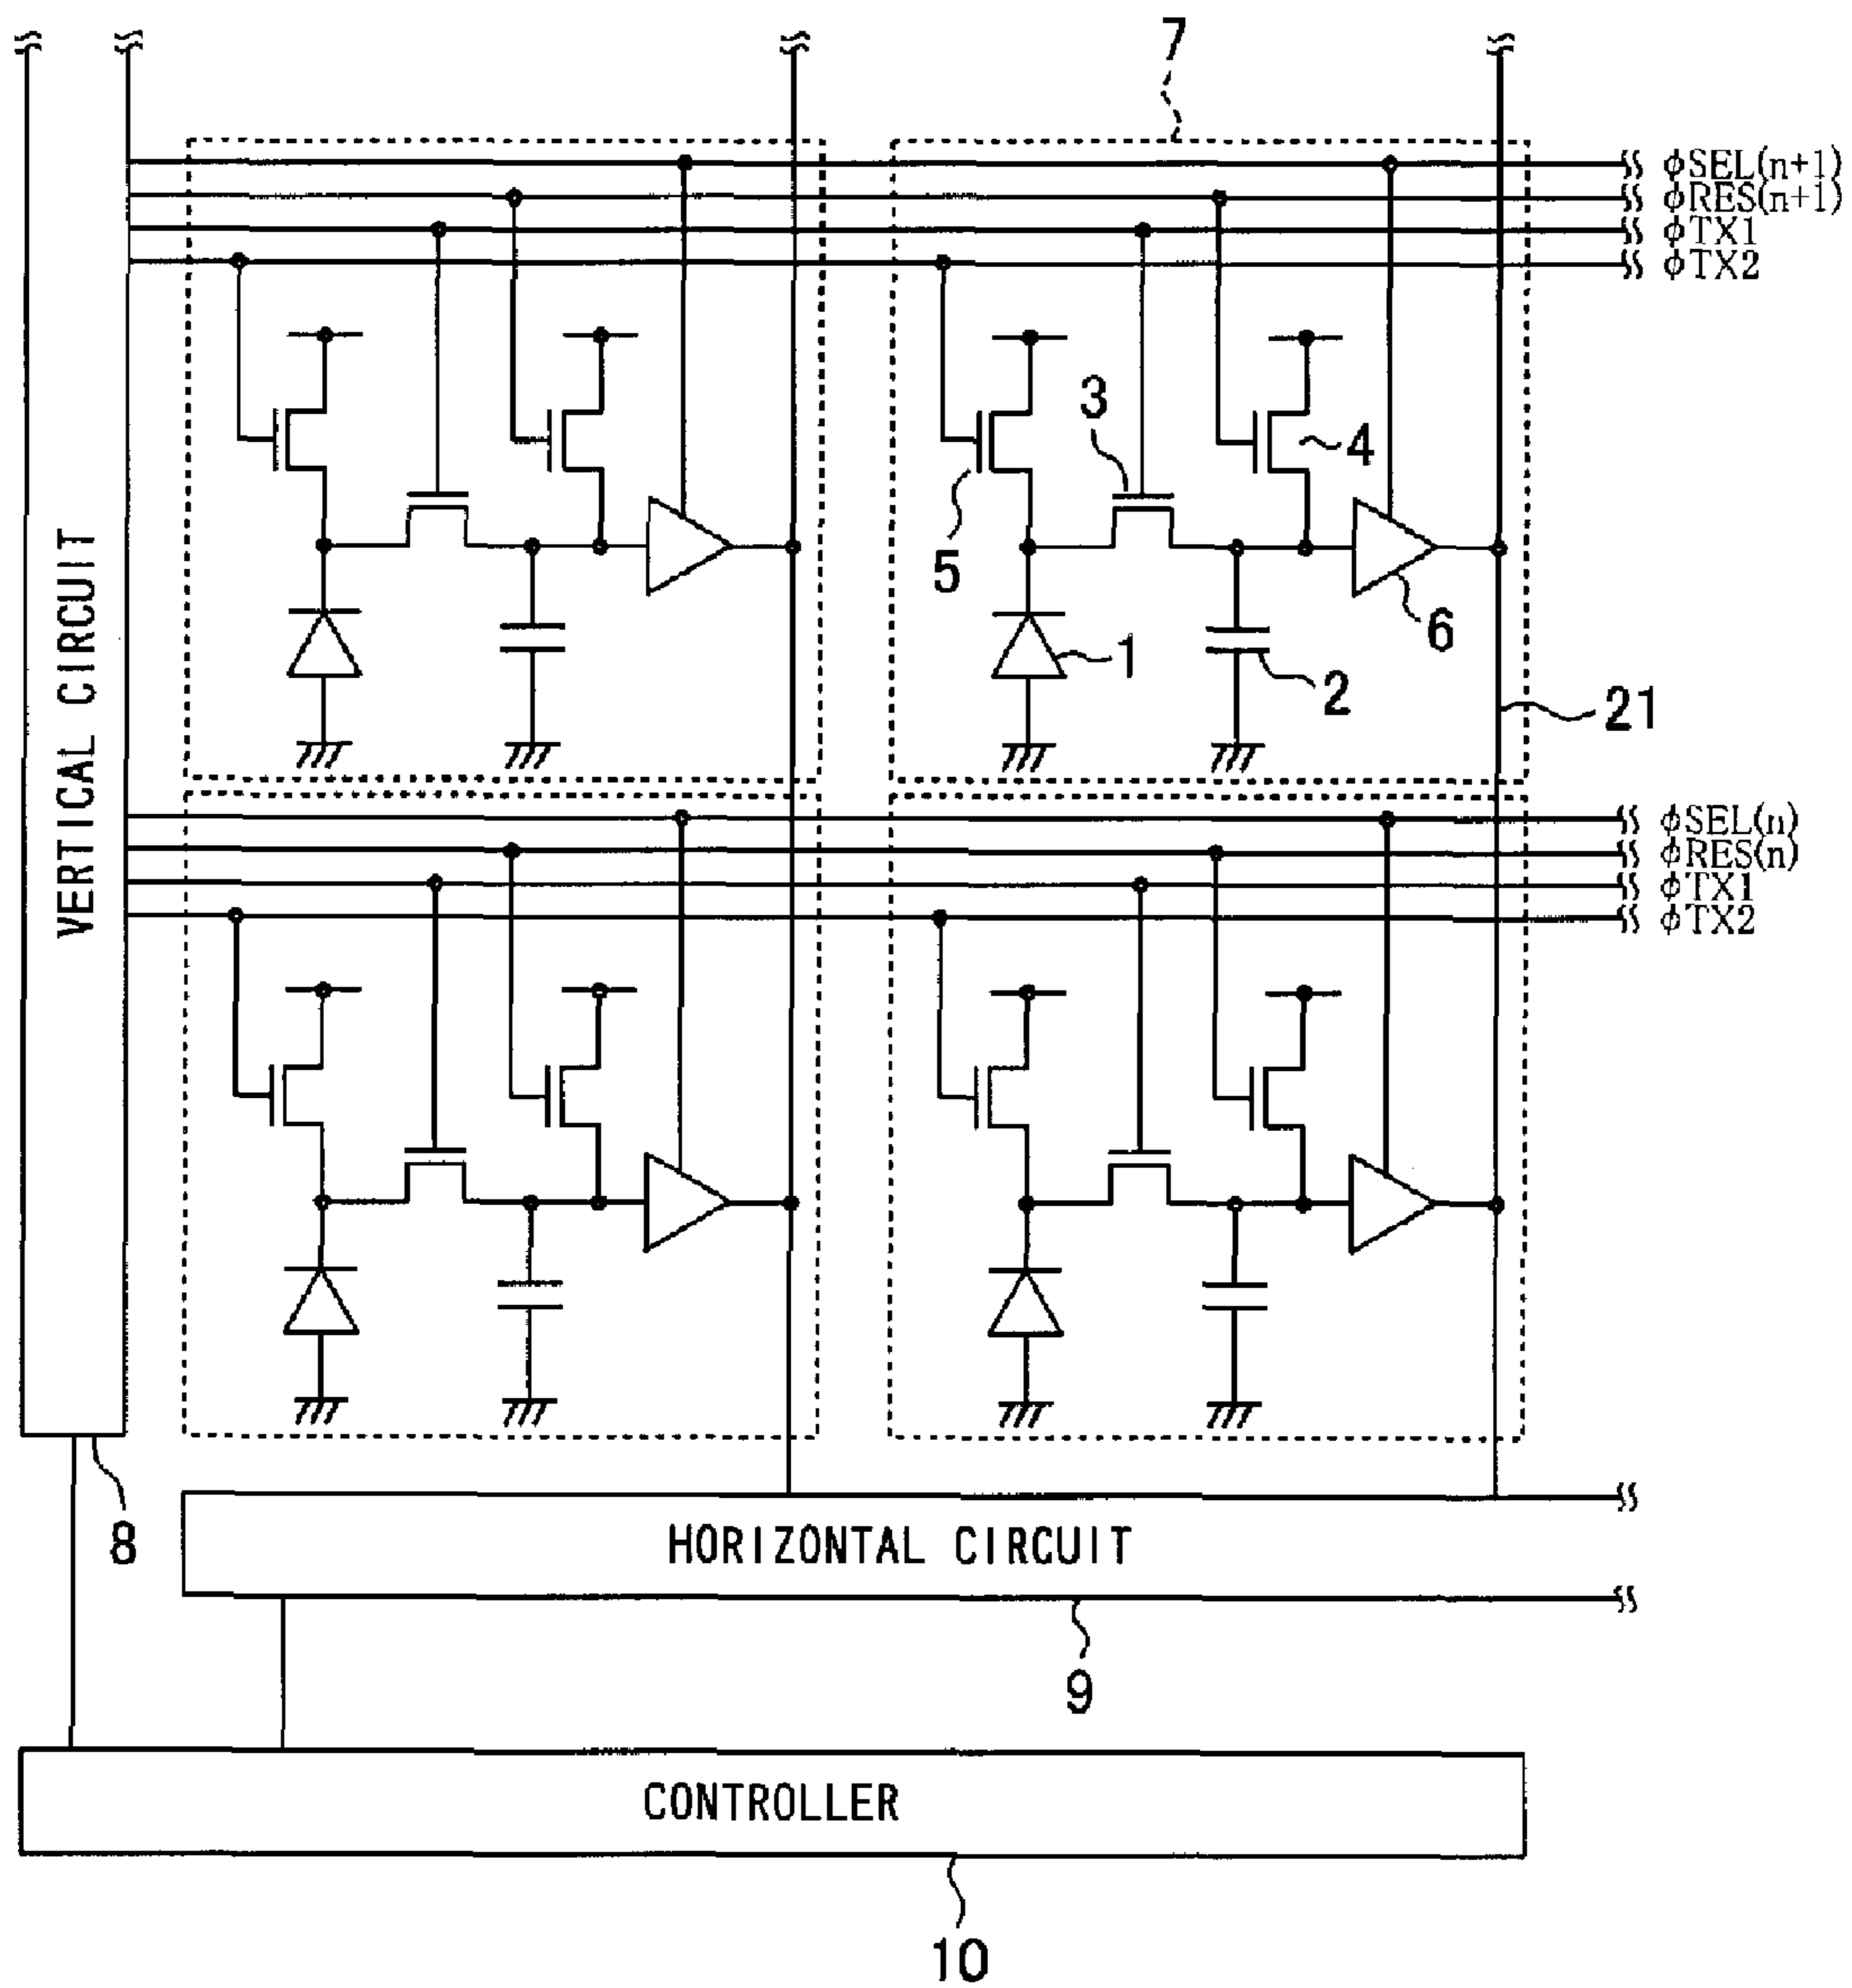 7
φSEL(n+1)
φRES(n+1)
φTX1
φTX2
3
4
5
6
1
2
21
VERTICAL CIRCUIT
φSEL(n)
φRES(n)
φTX1
φTX2
8
HORIZONTAL CIRCUIT
9
CONTROLLER
10